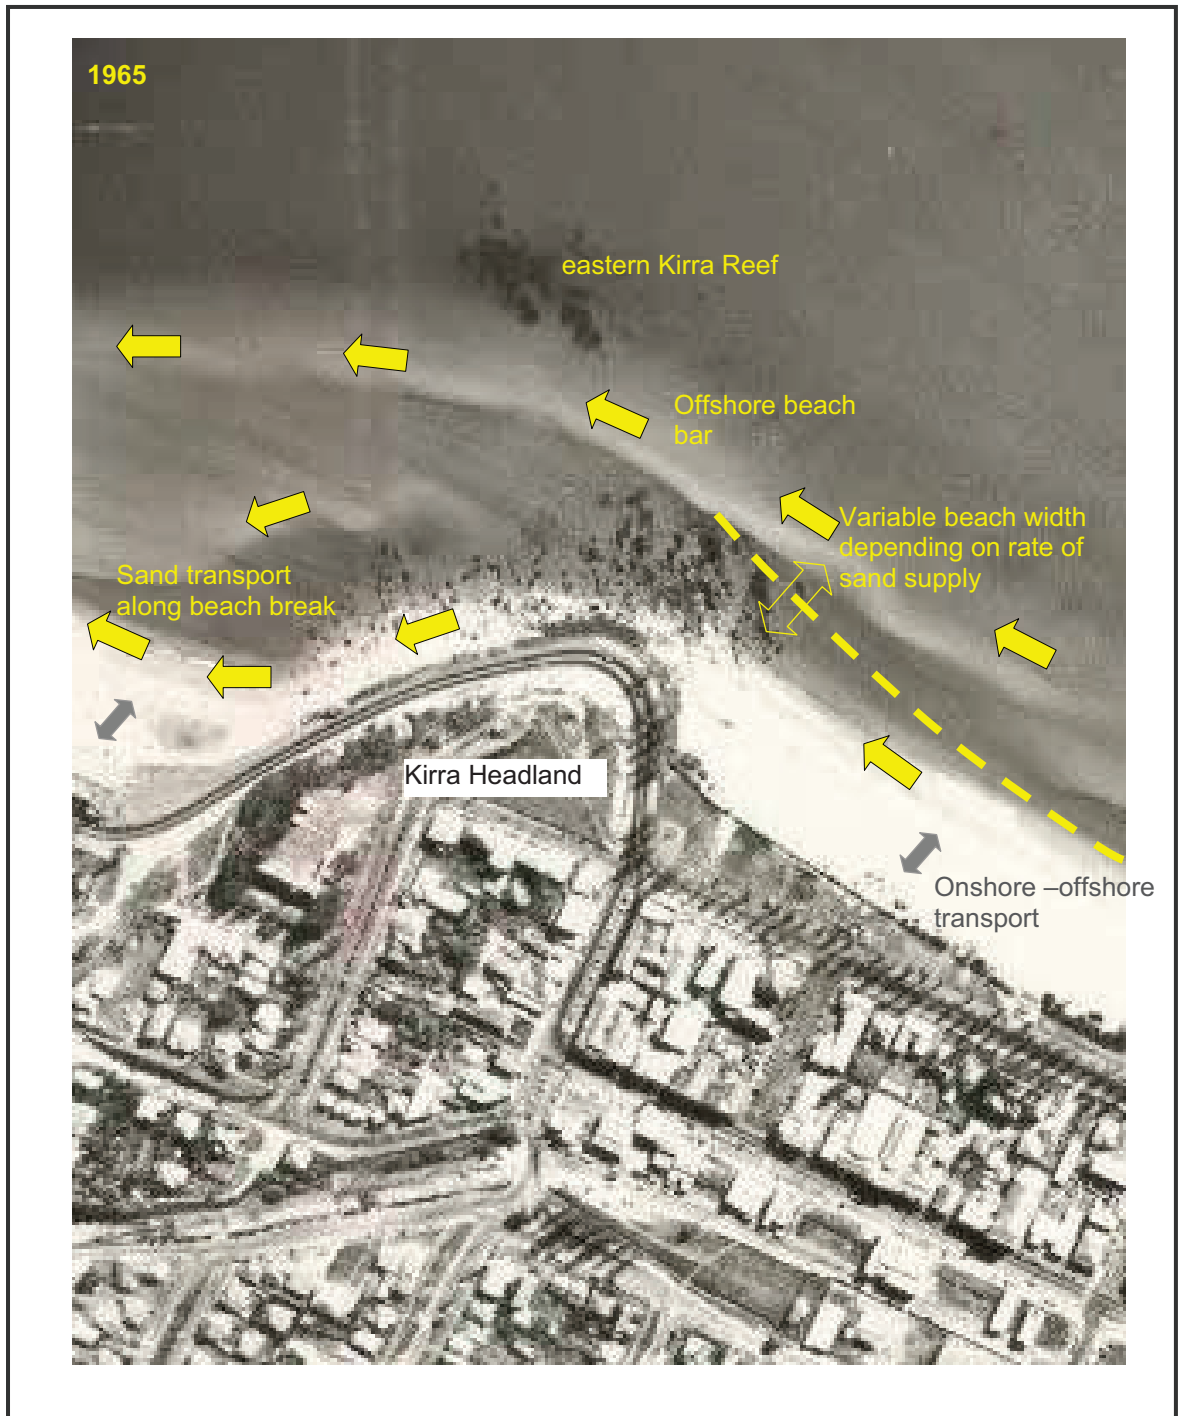 1965
eastern Kirra Reef
Offshore beach
bar
Variable beach width
depending on rate of
sand supply
Sand transport
along beach break
Kirra Headland
Onshore –offshore
transport